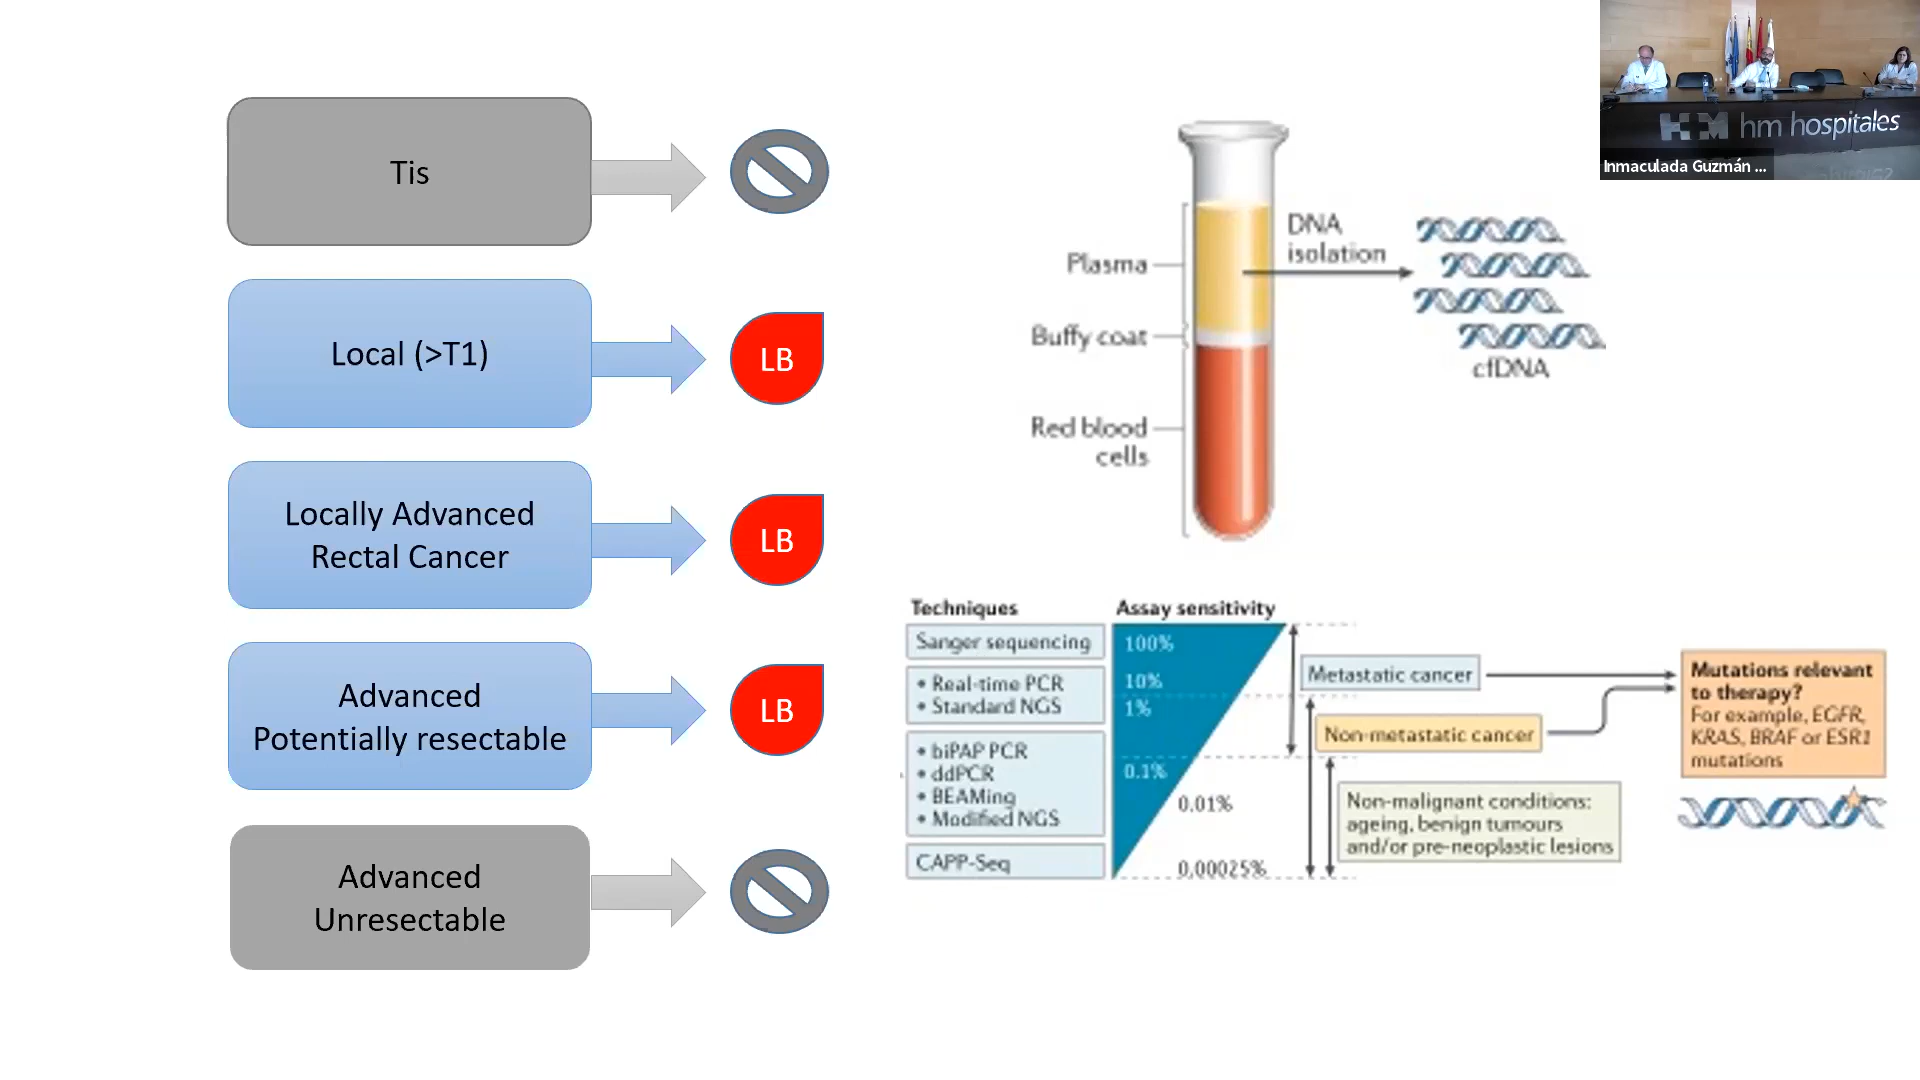 Tis
Local (>T1)
LB
Locally Advanced
Rectal Cancer
LB
Advanced
Potentially resectable
LB
Advanced
Unresectable
Plasma
Buffy coat
Red blood
cells
DNA
isolation
cfDNA
Techniques
Sanger sequencing
• Real-time PCR
• Standard NGS
• biPAP PCR
• ddPCR
• BEAMing
• Modified NGS
CAPP-Seq
Assay sensitivity
100%
10%
1%
0.1%
0.01%
0.00025%
Metastatic cancer
Non-metastatic cancer
Non-malignant conditions:
ageing, benign tumours
and/or pre-neoplastic lesions
Mutations relevant
to therapy?
For example, EGFR,
KRAS, BRAF or ESR1
mutations
HM hm hospitales
Inmaculada Guzmán ...